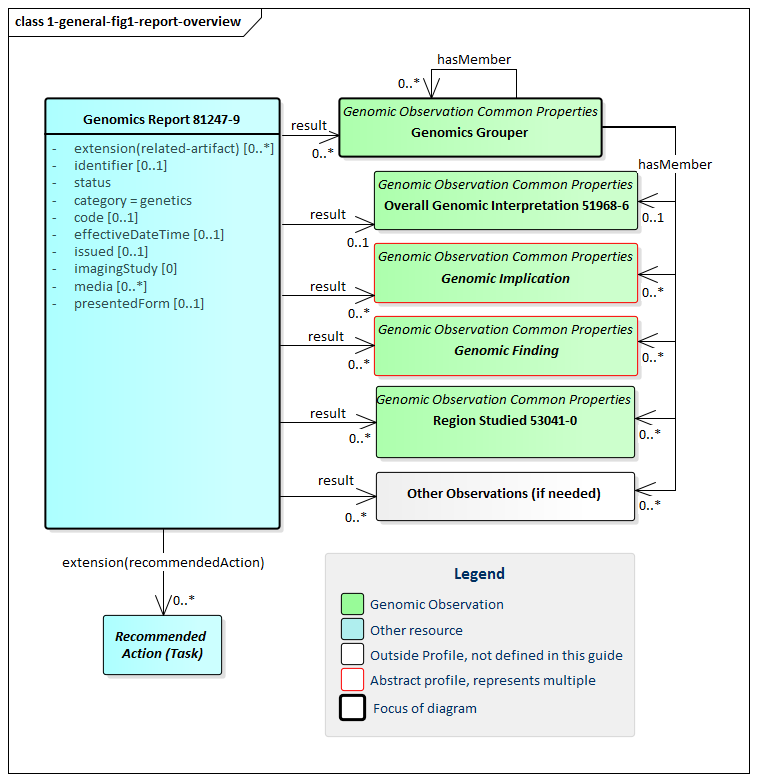 class 1-general-fig1-report-overview
hasMember
0..*
Genomics Report 81247-9
- extension(related-artifact) [0..*]
- identifier [0..1]
- status
- category = genetics
- code [0..1]
- effectiveDateTime [0..1]
- issued [0..1]
- imagingStudy [0]
- media [0..*]
- presentedForm [0..1]
result
0..*
Genomic Observation Common Properties
Genomics Grouper
hasMember
result
0..1
Genomic Observation Common Properties
Overall Genomic Interpretation 51968-6
0..1
result
0..*
Genomic Observation Common Properties
Genomic Implication
0..*
result
0..*
Genomic Observation Common Properties
Genomic Finding
0..*
result
0..*
Genomic Observation Common Properties
Region Studied 53041-0
0..*
result
0..*
Other Observations (if needed)
0..*
extension(recommendedAction)
0..*
Recommended
Action (Task)
Legend
Genomic Observation
Other resource
Outside Profile, not defined in this guide
Abstract profile, represents multiple
Focus of diagram